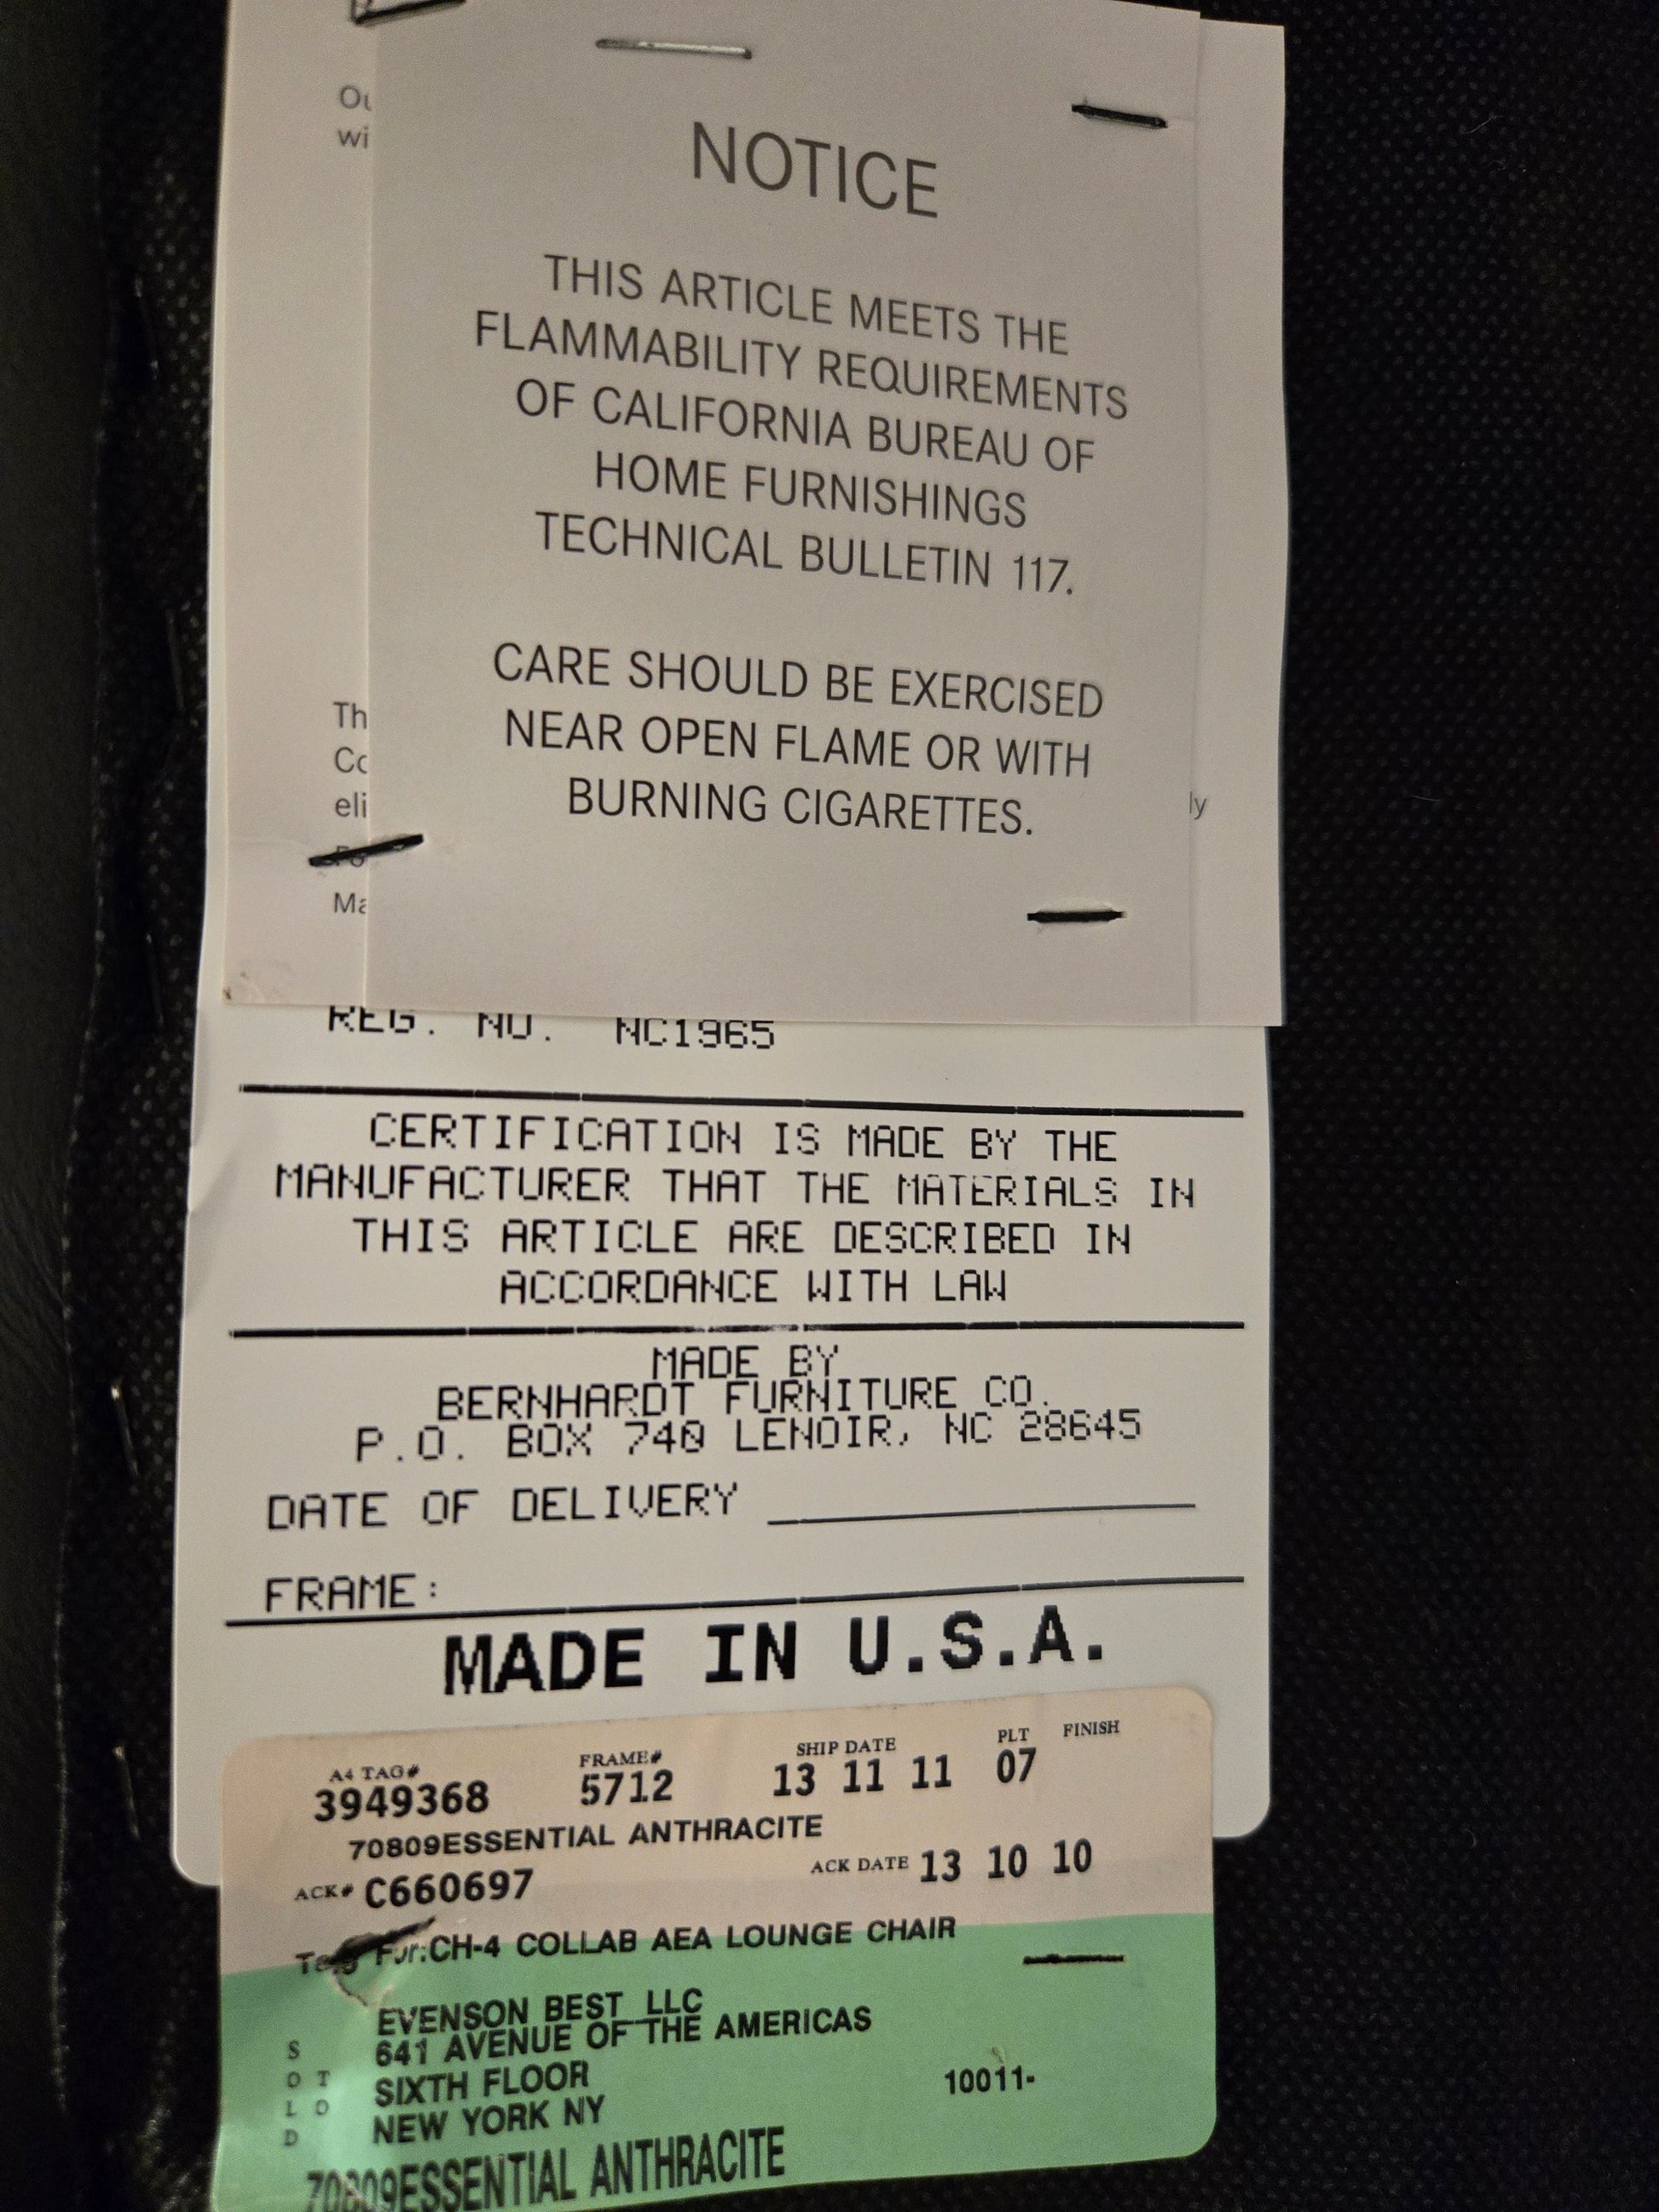 NOTICE
THIS ARTICLE MEETS THE
FLAMMABILITY REQUIREMENTS
OF CALIFORNIA BUREAU OF
HOME FURNISHINGS
TECHNICAL BULLETIN 117.
CARE SHOULD BE EXERCISED
NEAR OPEN FLAME OR WITH
BURNING CIGARETTES.
REG. NO. NC1965
CERTIFICATION IS MADE BY THE
MANUFACTURER THAT THE MATERIALS IN
THIS ARTICLE ARE DESCRIBED IN
ACCORDANCE WITH LAW
MADE BY
BERNHARDT FURNITURE CO.
P.O. BOX 740 LENOIR, NC 28645
DATE OF DELIVERY
FRAME:
MADE IN U.S.A.
A4 TAG# FRAME# SHIP DATE PLT FINISH
3949368 5712 13 11 11 07
70809ESSENTIAL ANTHRACITE
ACK# C660697 ACK DATE 13 10 10
For:CH-4 COLLAB AEA LOUNGE CHAIR
SOLD TO
EVENSON BEST LLC
641 AVENUE OF THE AMERICAS
SIXTH FLOOR 10011-
NEW YORK NY
70809ESSENTIAL ANTHRACITE